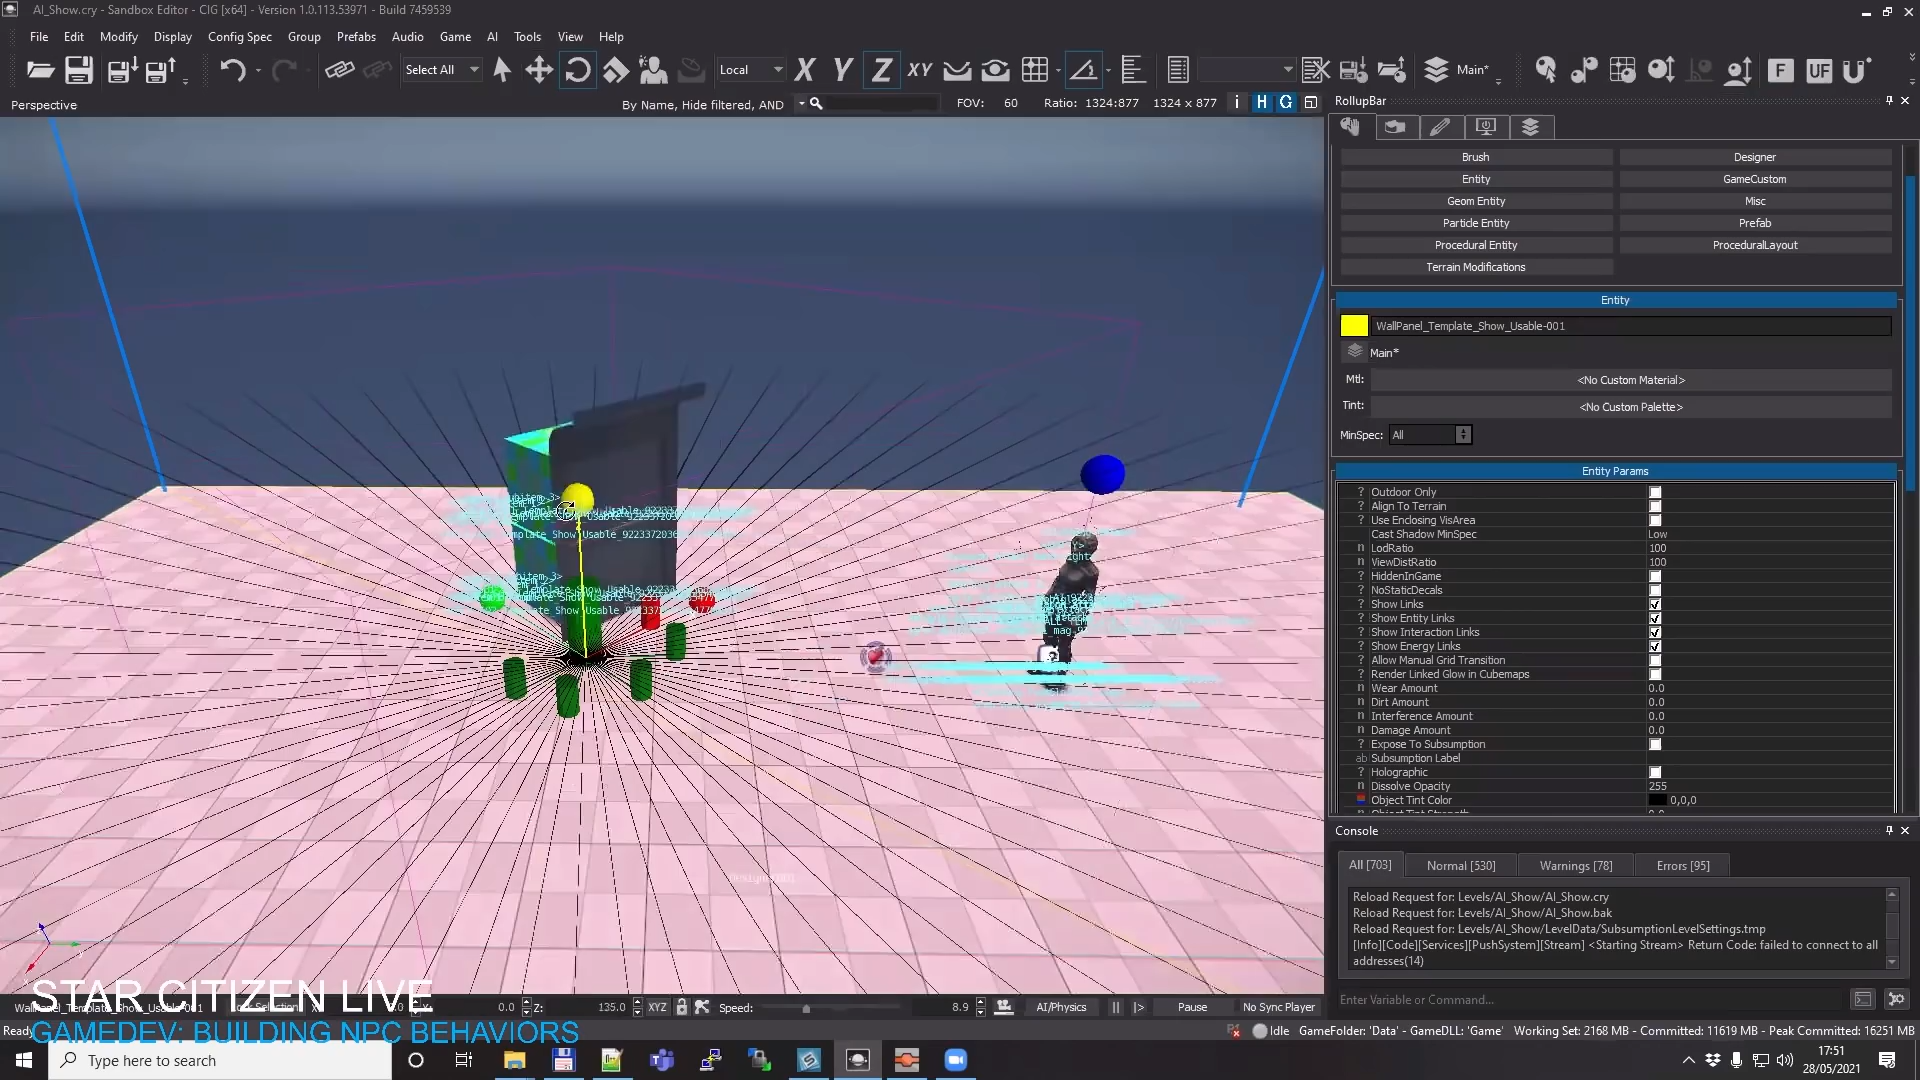 AI_Show.cry - Sandbox Editor - CIG [x64] - Version 1.0.113.53971 - Build 7459539
File Edit Modify Display Config Spec Group Prefabs Audio Game AI Tools View Help
Select All Local X Y Z XY Main* F UF
Perspective By Name, Hide filtered, AND FOV: 60 Ratio: 1324:877 1324 x 877 i H G
RollupBar
Brush Designer
Entity GameCustom
Geom Entity Misc
Particle Entity Prefab
Procedural Entity ProceduralLayout
Terrain Modifications
Entity
WallPanel_Template_Show_Usable-001
Main*
Mtl: <No Custom Material>
Tint: <No Custom Palette>
MinSpec: All
Entity Params
? Outdoor Only
? Align To Terrain
? Use Enclosing VisArea
Cast Shadow MinSpec Low
n LodRatio 100
n ViewDistRatio 100
? HiddenInGame
? NoStaticDecals
? Show Links
? Show Entity Links
? Show Interaction Links
? Show Energy Links
? Allow Manual Grid Transition
? Render Linked Glow in Cubemaps
n Wear Amount 0.0
n Dirt Amount 0.0
n Interference Amount 0.0
n Damage Amount 0.0
? Expose To Subsumption
ab Subsumption Label
? Holographic
n Dissolve Opacity 255
Object Tint Color 0,0,0
Console
All [703] Normal [530] Warnings [78] Errors [95]
Reload Request for: Levels/AI_Show/AI_Show.cry
Reload Request for: Levels/AI_Show/AI_Show.bak
Reload Request for: Levels/AI_Show/LevelData/SubsumptionLevelSettings.tmp
[Info][Code][Services][PushSystem][Stream] <Starting Stream> Return Code: failed to connect to all
addresses(14)
Enter Variable or Command...
STAR CITIZEN LIVE
0.0 Z: 135.0 XYZ Speed: 8.9 AI/Physics Pause No Sync Player
GAMEDEV: BUILDING NPC BEHAVIORS
Idle GameFolder: 'Data' - GameDLL: 'Game' Working Set: 2168 MB - Committed: 11619 MB - Peak Committed: 16251 MB
Type here to search
17:51
28/05/2021